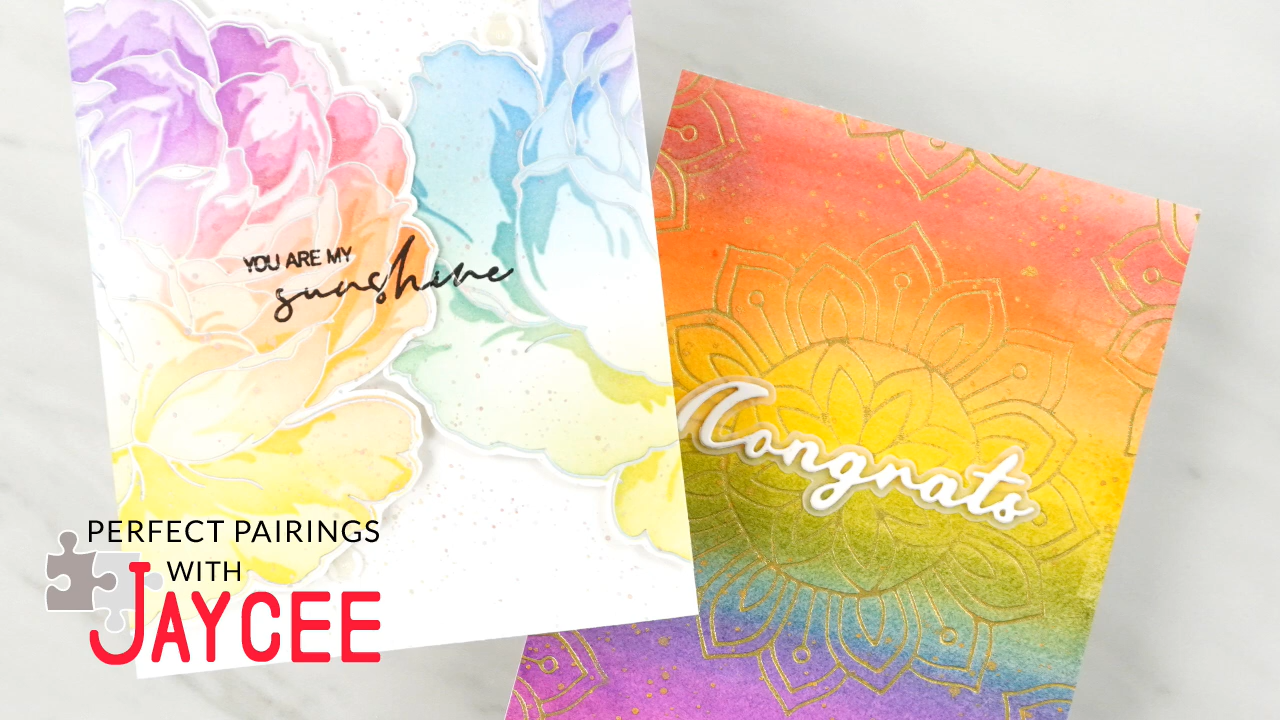 YOU ARE MY
sunshine
Congrats
PERFECT PAIRINGS
WITH
JAYCEE